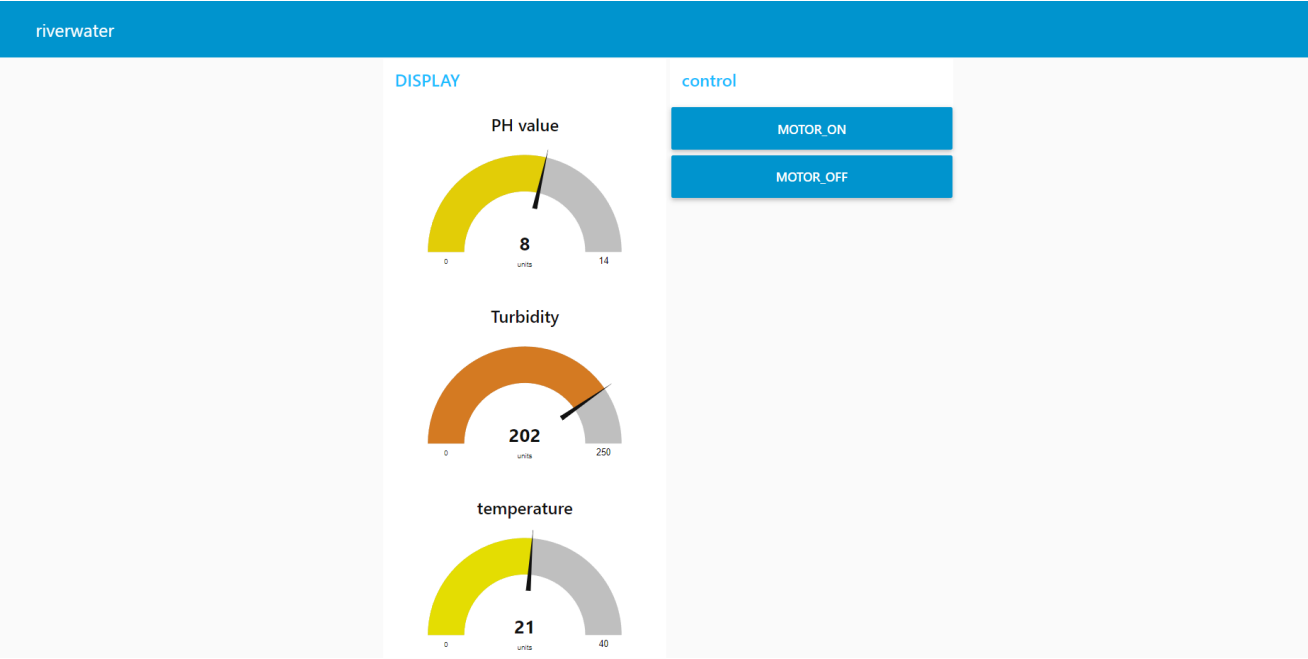 riverwater
DISPLAY
PH value
8
units
0
14
Turbidity
202
units
0
250
temperature
21
units
0
40
control
MOTOR_ON
MOTOR_OFF